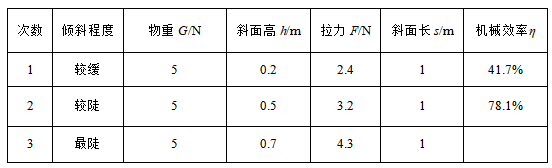 次数 倾斜程度 物重 G/N 斜面高 h/m 拉力 F/N 斜面长 s/m 机械效率η
1 较缓 5 0.2 2.4 1 41.7%
2 较陡 5 0.5 3.2 1 78.1%
3 最陡 5 0.7 4.3 1